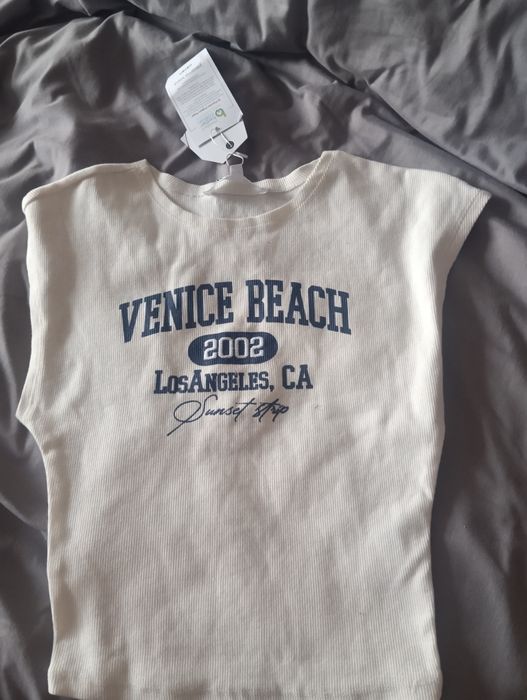 VENICE BEACH
2002
LOSANGELES, CA
Sunset strip